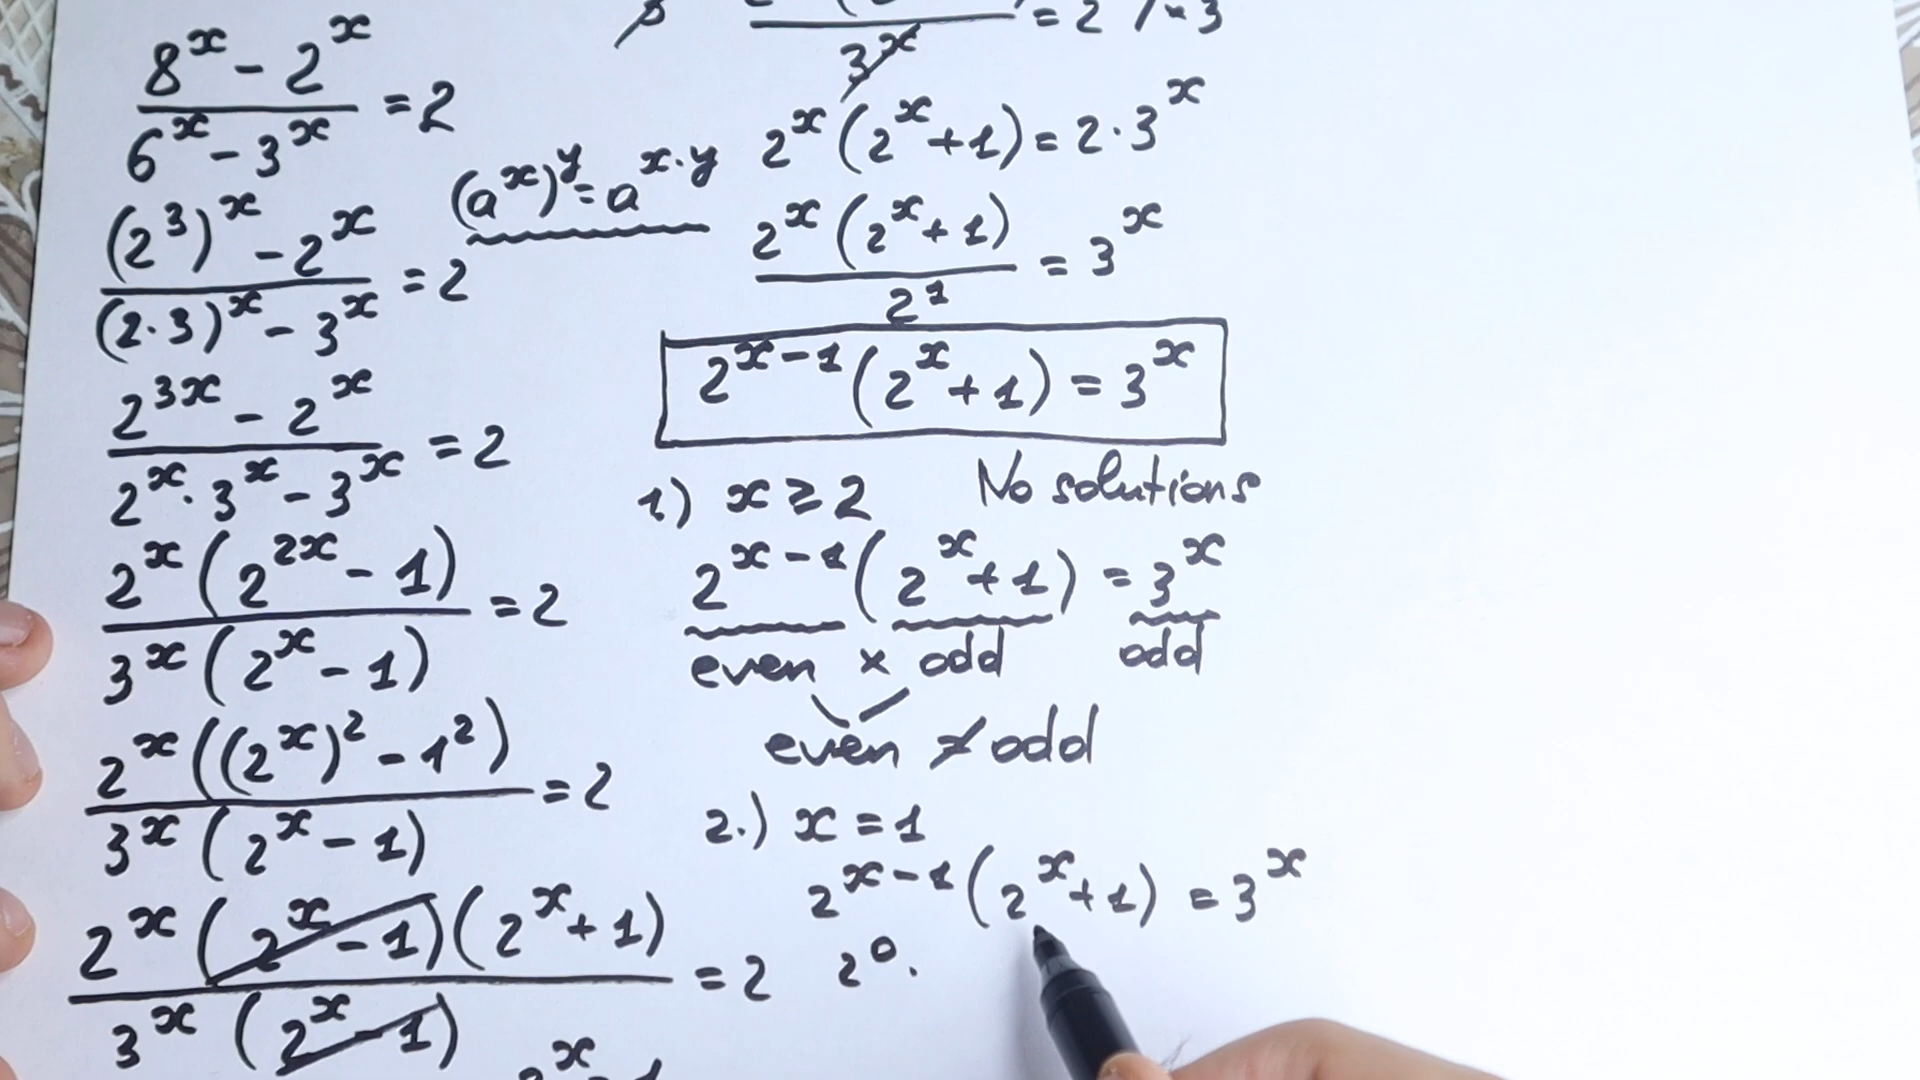 8^x - 2^x / 6^x - 3^x = 2
(2^3)^x - 2^x / (2·3)^x - 3^x = 2
(a^x)^y = a^(x·y)
2^(3x) - 2^x / 2^x · 3^x - 3^x = 2
2^x (2^(2x) - 1) / 3^x (2^x - 1) = 2
2^x ((2^x)^2 - 1^2) / 3^x (2^x - 1) = 2
2^x (2^x - 1)(2^x + 1) / 3^x (2^x - 1) = 2
3^x = 2
2^x (2^x + 1) = 2 · 3^x
2^x (2^x + 1) / 2^1 = 3^x
2^(x-1) (2^x + 1) = 3^x
1) x ≥ 2 No solutions
2^(x-1) (2^x + 1) = 3^x
even x odd odd
even ≠ odd
2.) x = 1
2^(x-1) (2^x + 1) = 3^x
2^0 ·